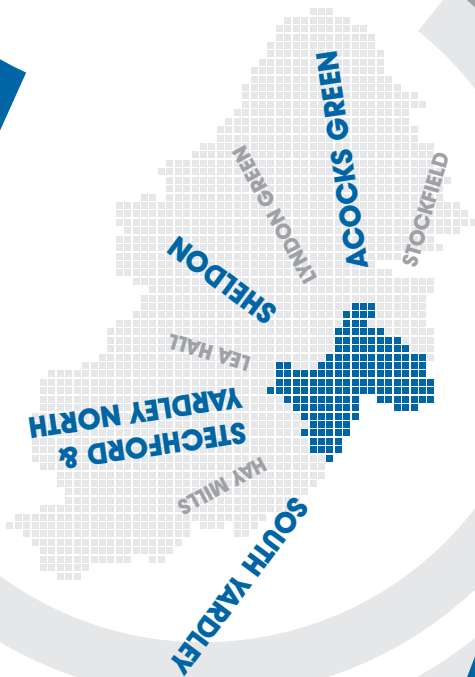 ACOCKS GREEN
STOCKFIELD
LYNDON GREEN
SHELDON
LEA HALL
STECHFORD &
YARDLEY NORTH
HAY MILLS
SOUTH YARDLEY